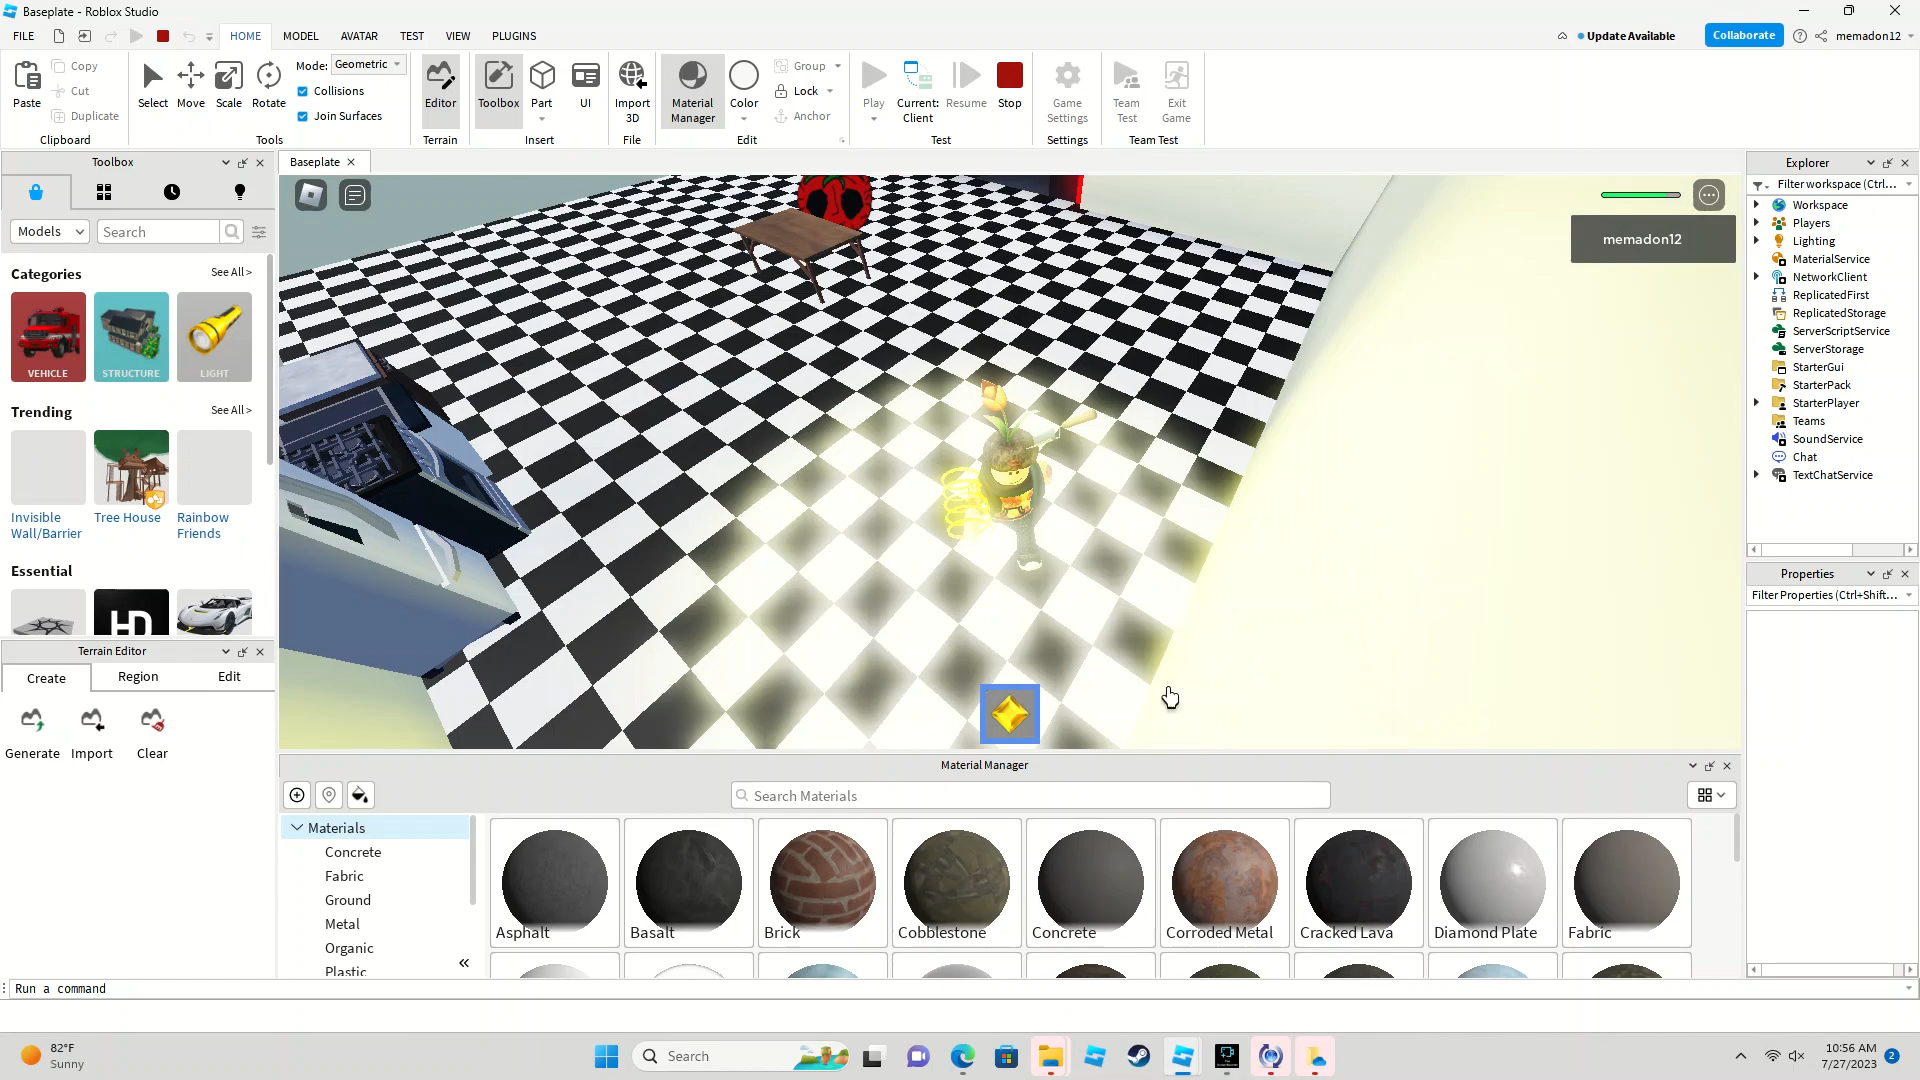 Baseplate - Roblox Studio
FILE HOME MODEL AVATAR TEST VIEW PLUGINS
Update Available Collaborate memadon12
Paste Copy Cut Duplicate Clipboard
Select Move Scale Rotate Mode: Geometric Collisions Join Surfaces Tools
Editor Terrain
Toolbox Part UI Insert
Import 3D File
Material Manager Color Group Lock Anchor Edit
Play Current: Client Resume Stop Test
Game Settings Settings
Team Test Exit Game Team Test
Toolbox
Models Search
Categories See All >
VEHICLE STRUCTURE LIGHT
Trending See All >
Invisible Wall/Barrier Tree House Rainbow Friends
Essential
HD
Terrain Editor
Create Region Edit
Generate Import Clear
Baseplate
memadon12
Material Manager
Search Materials
Materials
Concrete
Fabric
Ground
Metal
Organic
Plastic
Asphalt Basalt Brick Cobblestone Concrete Corroded Metal Cracked Lava Diamond Plate Fabric
Explorer
Filter workspace (Ctrl...
Workspace
Players
Lighting
MaterialService
NetworkClient
ReplicatedFirst
ReplicatedStorage
ServerScriptService
ServerStorage
StarterGui
StarterPack
StarterPlayer
Teams
SoundService
Chat
TextChatService
Properties
Filter Properties (Ctrl+Shift...
Run a command
82°F
Sunny
Search
10:56 AM
7/27/2023
2